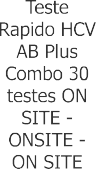 Teste
Rapido HCV
AB Plus
Combo 30
testes ON
SITE -
ONSITE -
ON SITE